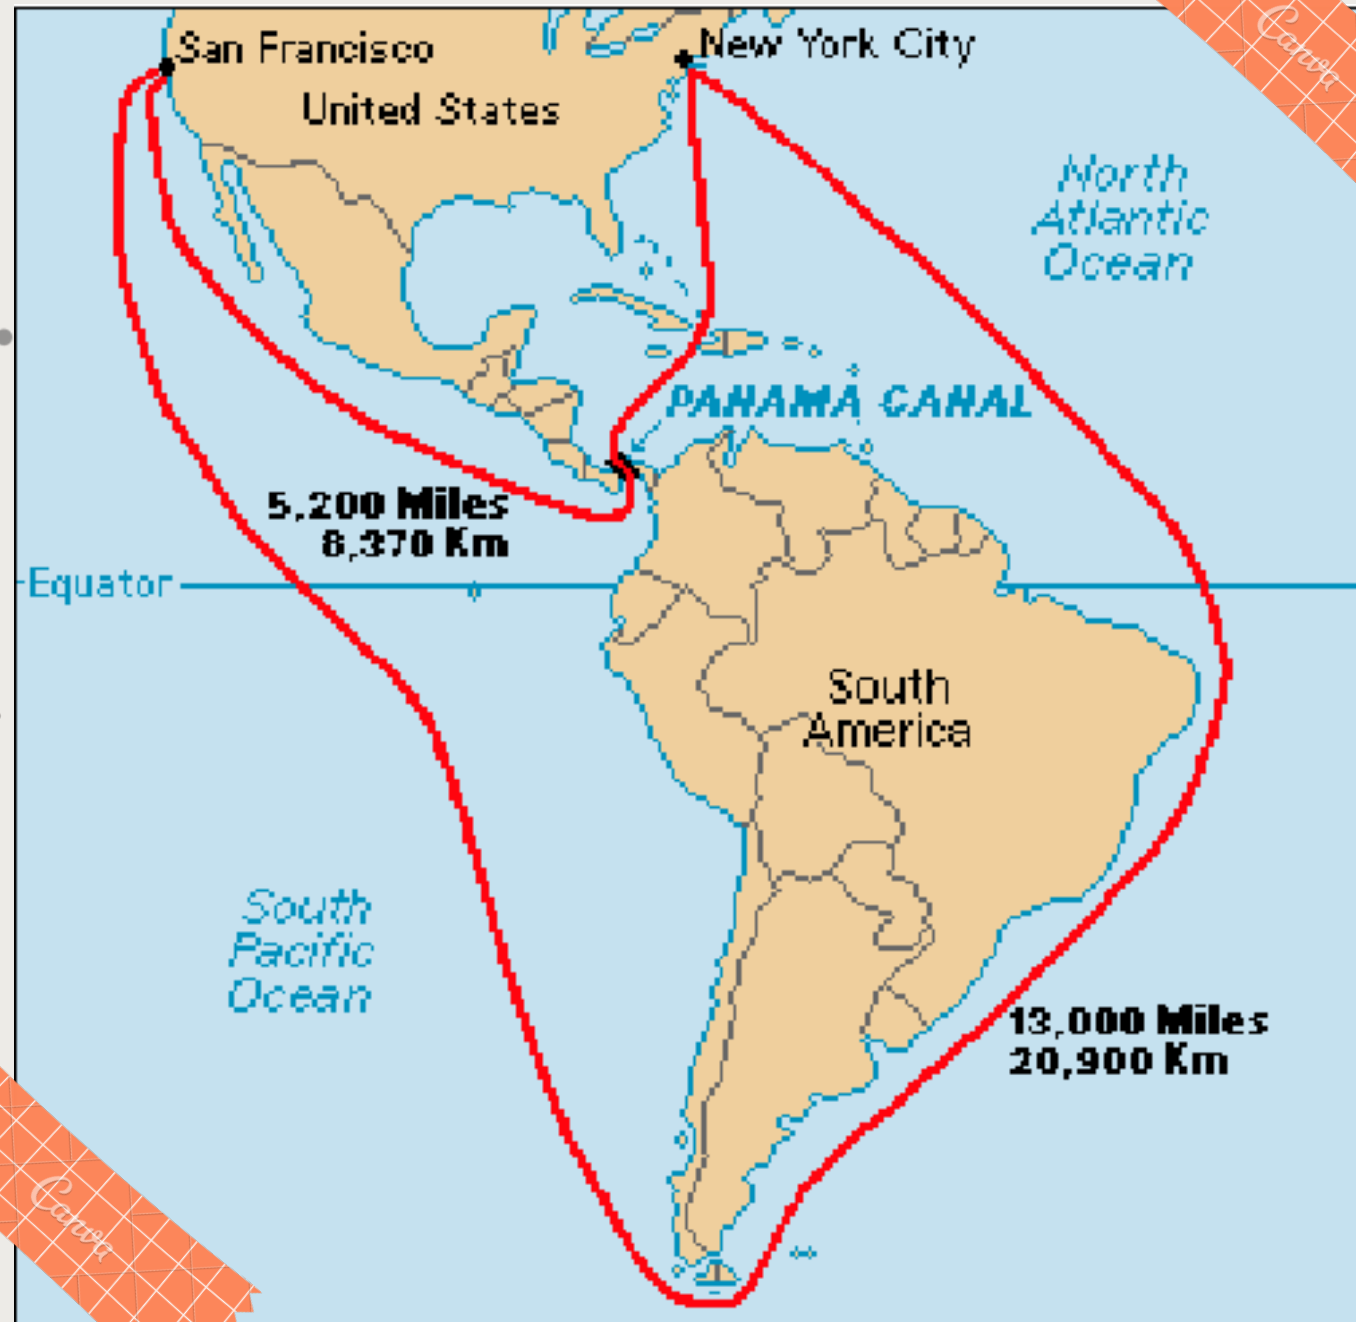 San Francisco
New York City
United States
North
Atlantic
Ocean
PANAMA CANAL
5,200 Miles
8,370 Km
Equator
South
America
South
Pacific
Ocean
13,000 Miles
20,900 Km
Canva
Canva